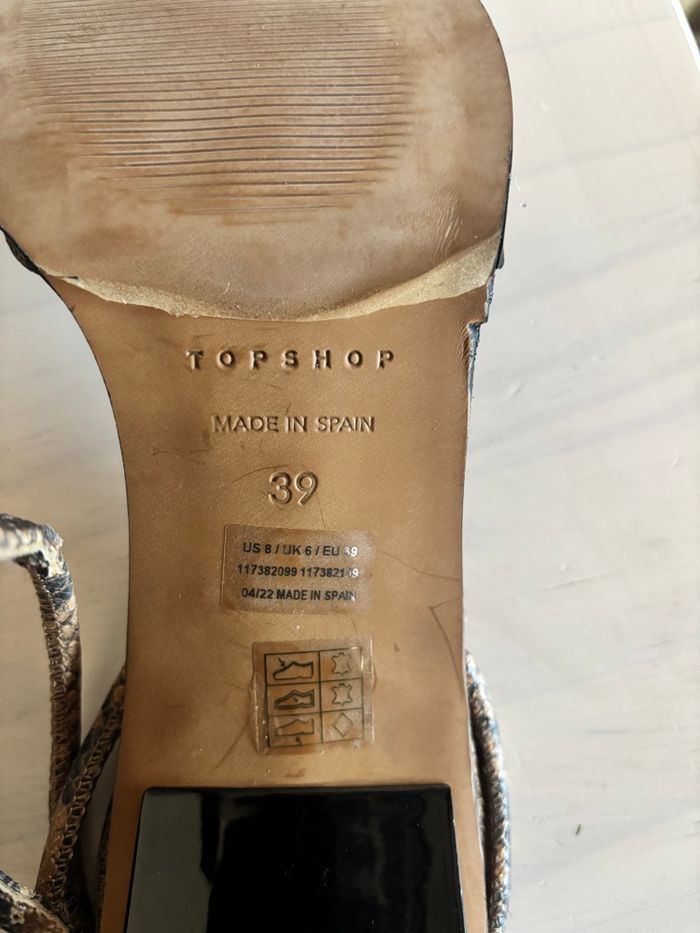 TOPSHOP
MADE IN SPAIN
39
US 8 / UK 6 / EU 39
117382099
04/22 MADE IN SPAIN